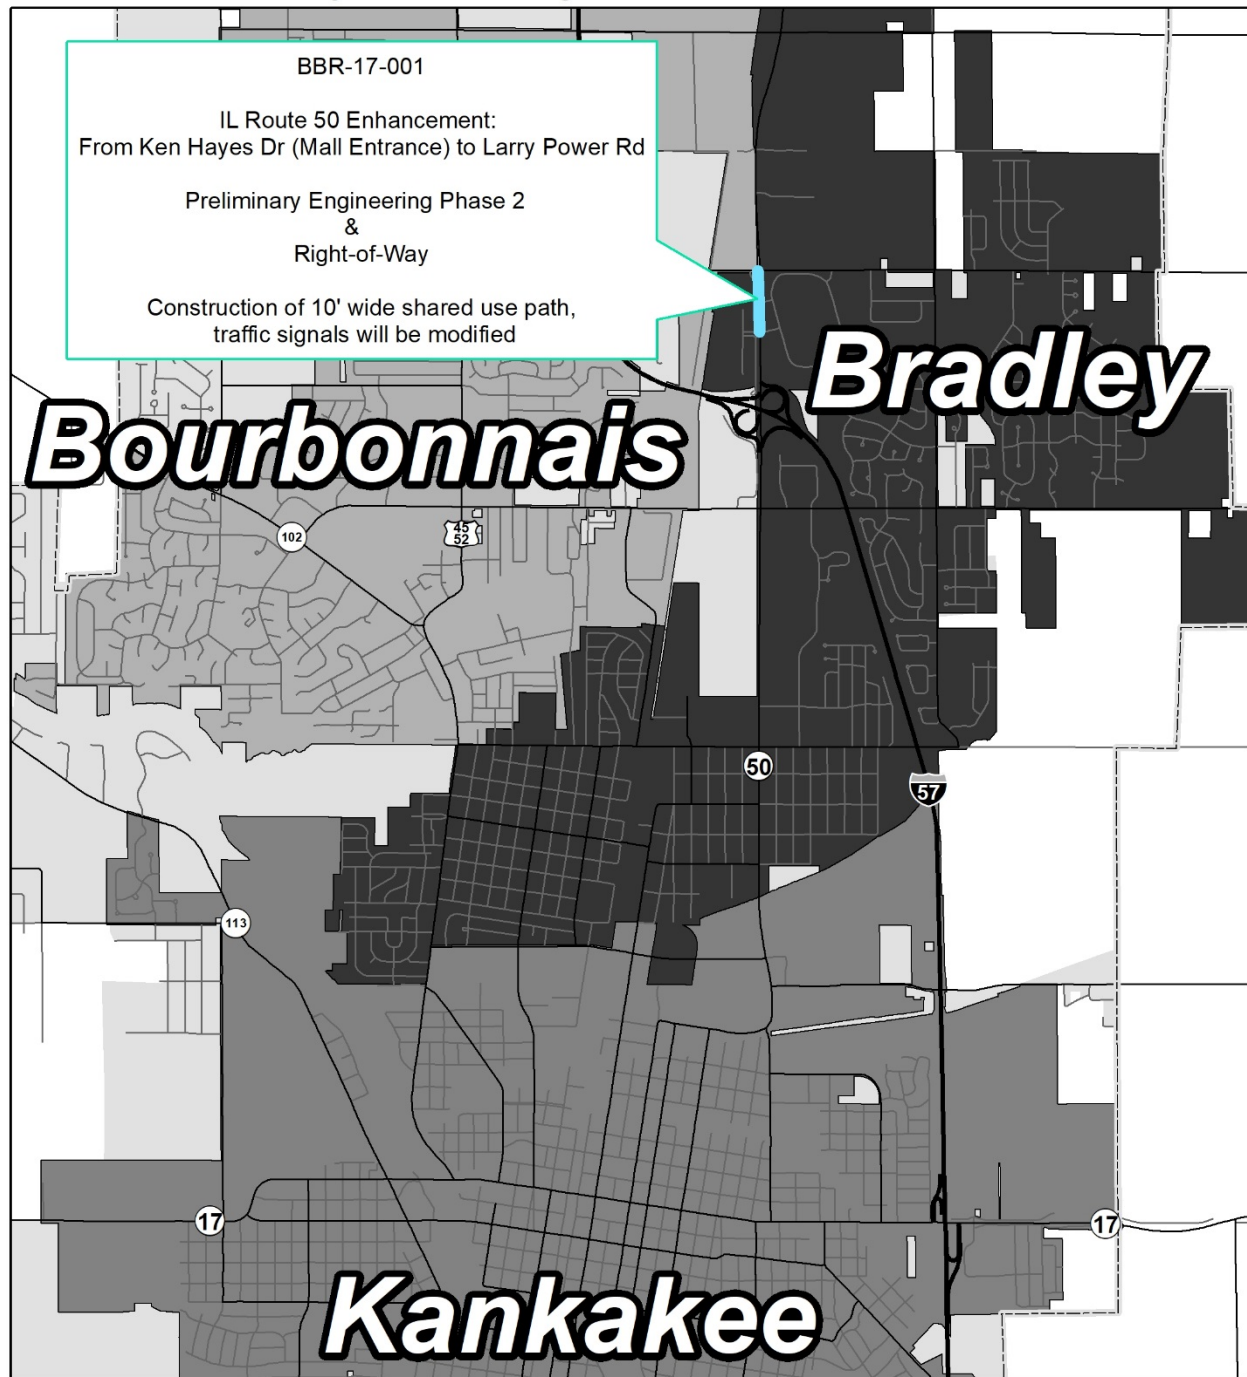 BBR-17-001
IL Route 50 Enhancement:
From Ken Hayes Dr (Mall Entrance) to Larry Power Rd
Preliminary Engineering Phase 2
&
Right-of-Way
Construction of 10' wide shared use path,
traffic signals will be modified
Bradley
Bourbonnais
102
45
52
50
57
113
17
17
Kankakee